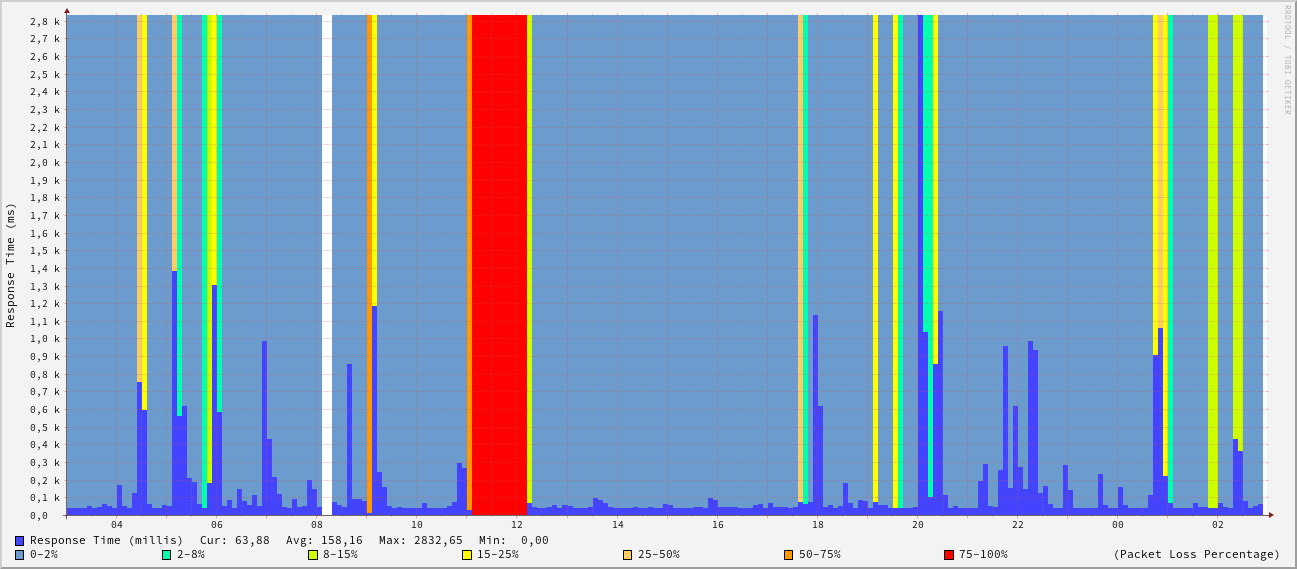 RRDTOOL / TOBI OETIKER
Response Time (ms)
2,8 k
2,7 k
2,6 k
2,5 k
2,4 k
2,3 k
2,2 k
2,1 k
2,0 k
1,9 k
1,8 k
1,7 k
1,6 k
1,5 k
1,4 k
1,3 k
1,2 k
1,1 k
1,0 k
0,9 k
0,8 k
0,7 k
0,6 k
0,5 k
0,4 k
0,3 k
0,2 k
0,1 k
0,0
04 06 08 10 12 14 16 18 20 22 00 02
Response Time (millis) Cur: 63,88 Avg: 158,16 Max: 2832,65 Min: 0,00
0-2% 2-8% 8-15% 15-25% 25-50% 50-75% 75-100% (Packet Loss Percentage)